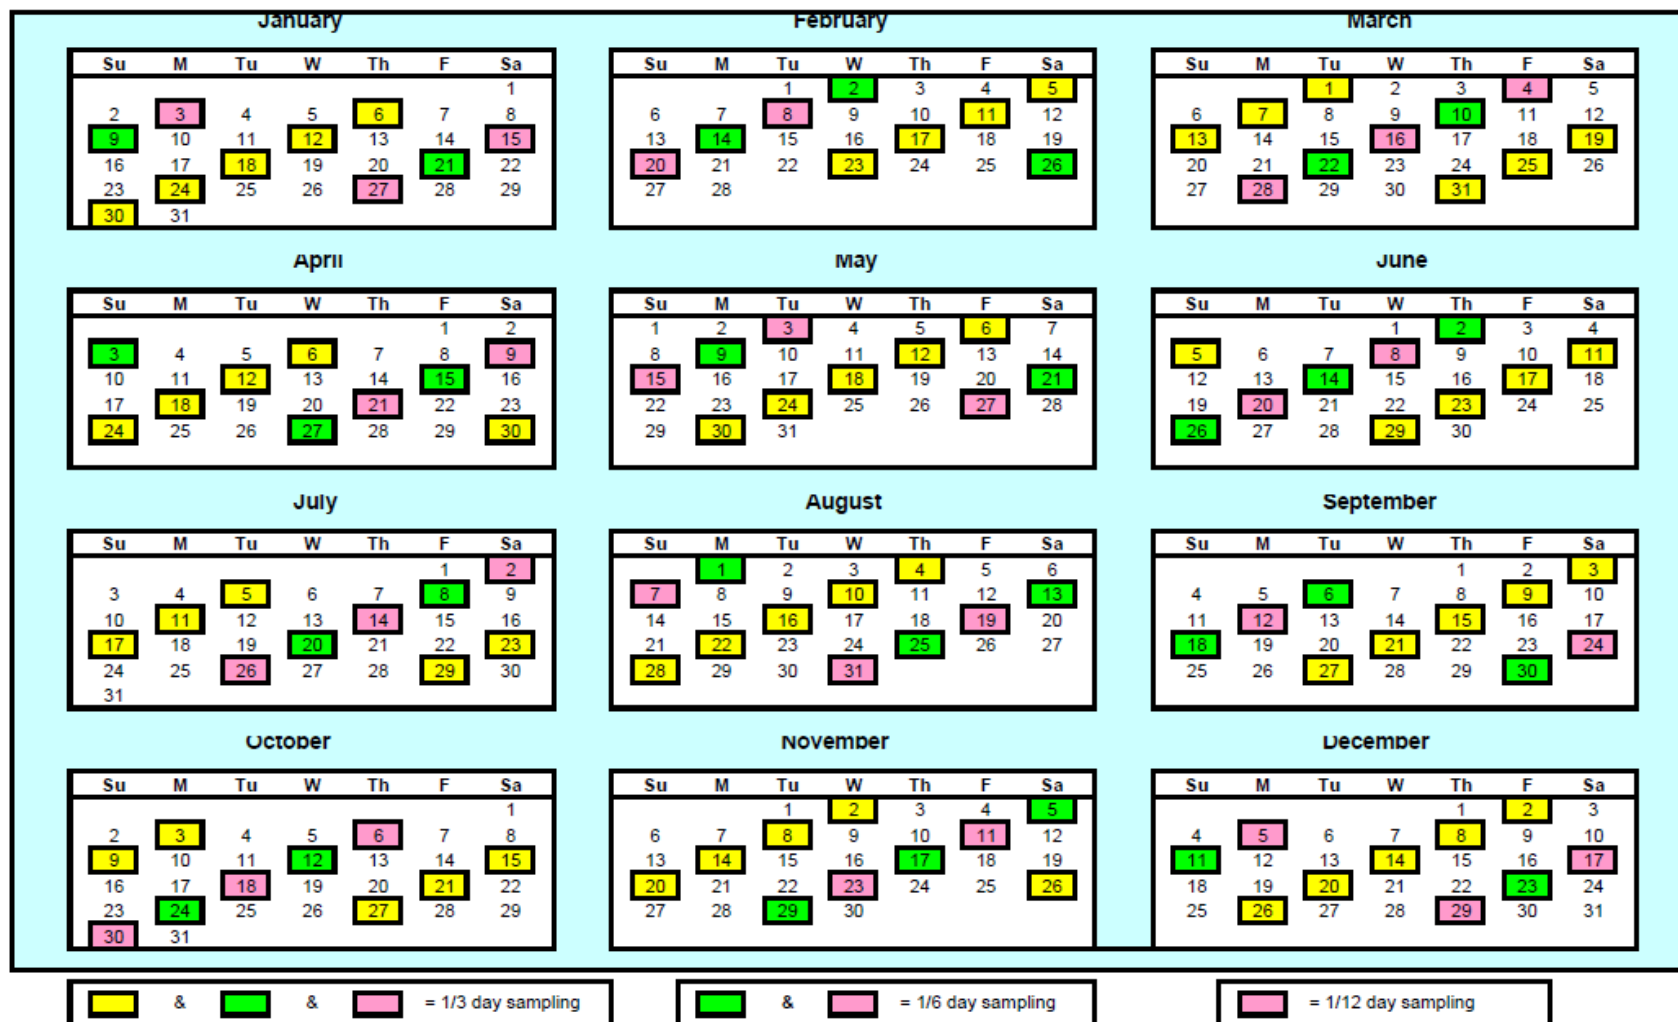 January February March
Su M Tu W Th F Sa Su M Tu W Th F Sa Su M Tu W Th F Sa
1 1 2 3 4 5 1 2 3 4 5
2 3 4 5 6 7 8 6 7 8 9 10 11 12 6 7 8 9 10 11 12
9 10 11 12 13 14 15 13 14 15 16 17 18 19 13 14 15 16 17 18 19
16 17 18 19 20 21 22 20 21 22 23 24 25 26 20 21 22 23 24 25 26
23 24 25 26 27 28 29 27 28 27 28 29 30 31
30 31
April May June
Su M Tu W Th F Sa Su M Tu W Th F Sa Su M Tu W Th F Sa
1 2 1 2 3 4 5 6 7 1 2 3 4
3 4 5 6 7 8 9 8 9 10 11 12 13 14 5 6 7 8 9 10 11
10 11 12 13 14 15 16 15 16 17 18 19 20 21 12 13 14 15 16 17 18
17 18 19 20 21 22 23 22 23 24 25 26 27 28 19 20 21 22 23 24 25
24 25 26 27 28 29 30 29 30 31 26 27 28 29 30
July August September
Su M Tu W Th F Sa Su M Tu W Th F Sa Su M Tu W Th F Sa
1 2 1 2 3 4 5 6 1 2 3
3 4 5 6 7 8 9 7 8 9 10 11 12 13 4 5 6 7 8 9 10
10 11 12 13 14 15 16 14 15 16 17 18 19 20 11 12 13 14 15 16 17
17 18 19 20 21 22 23 21 22 23 24 25 26 27 18 19 20 21 22 23 24
24 25 26 27 28 29 30 28 29 30 31 25 26 27 28 29 30
31
October November December
Su M Tu W Th F Sa Su M Tu W Th F Sa Su M Tu W Th F Sa
1 1 2 3 4 5 1 2 3
2 3 4 5 6 7 8 6 7 8 9 10 11 12 4 5 6 7 8 9 10
9 10 11 12 13 14 15 13 14 15 16 17 18 19 11 12 13 14 15 16 17
16 17 18 19 20 21 22 20 21 22 23 24 25 26 18 19 20 21 22 23 24
23 24 25 26 27 28 29 27 28 29 30 25 26 27 28 29 30 31
30 31
& & = 1/3 day sampling & = 1/6 day sampling = 1/12 day sampling